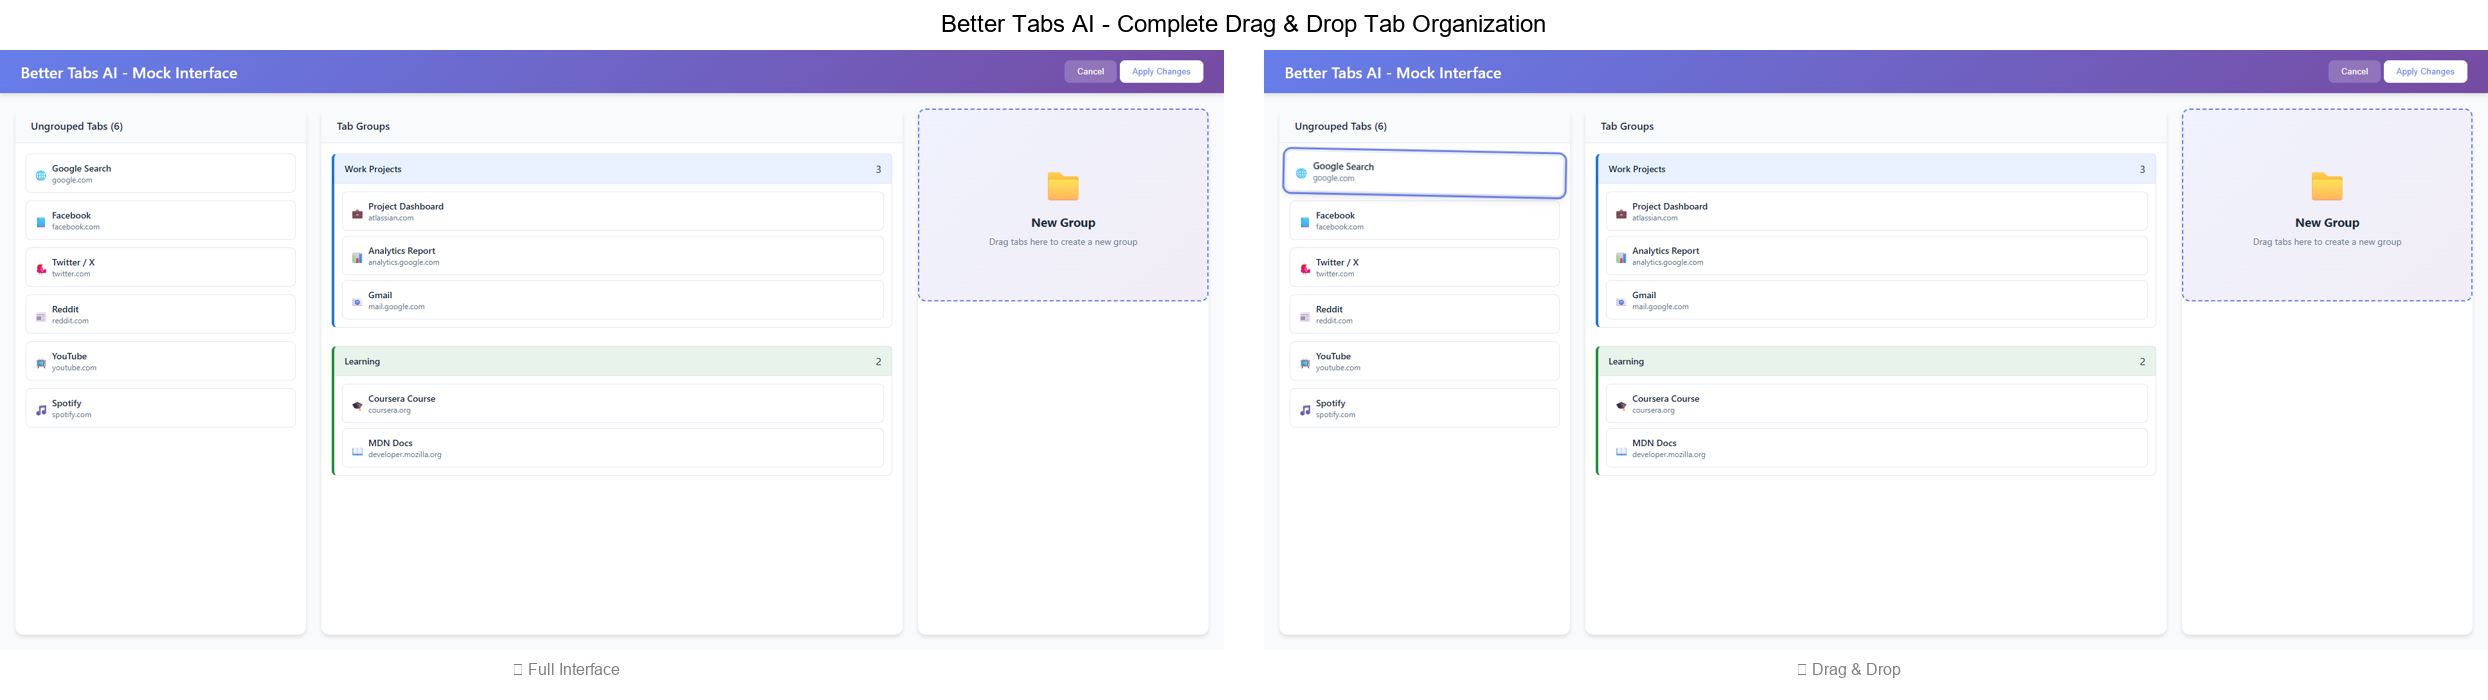 Better Tabs AI - Complete Drag & Drop Tab Organization
Better Tabs AI - Mock Interface
Cancel
Apply Changes
Ungrouped Tabs (6)
Google Search
google.com
Facebook
facebook.com
Twitter / X
twitter.com
Reddit
reddit.com
YouTube
youtube.com
Spotify
spotify.com
Tab Groups
Work Projects
3
Project Dashboard
atlassian.com
Analytics Report
analytics.google.com
Gmail
mail.google.com
Learning
2
Coursera Course
coursera.org
MDN Docs
developer.mozilla.org
New Group
Drag tabs here to create a new group
Full Interface
Better Tabs AI - Mock Interface
Cancel
Apply Changes
Ungrouped Tabs (6)
Google Search
google.com
Facebook
facebook.com
Twitter / X
twitter.com
Reddit
reddit.com
YouTube
youtube.com
Spotify
spotify.com
Tab Groups
Work Projects
3
Project Dashboard
atlassian.com
Analytics Report
analytics.google.com
Gmail
mail.google.com
Learning
2
Coursera Course
coursera.org
MDN Docs
developer.mozilla.org
New Group
Drag tabs here to create a new group
Drag & Drop